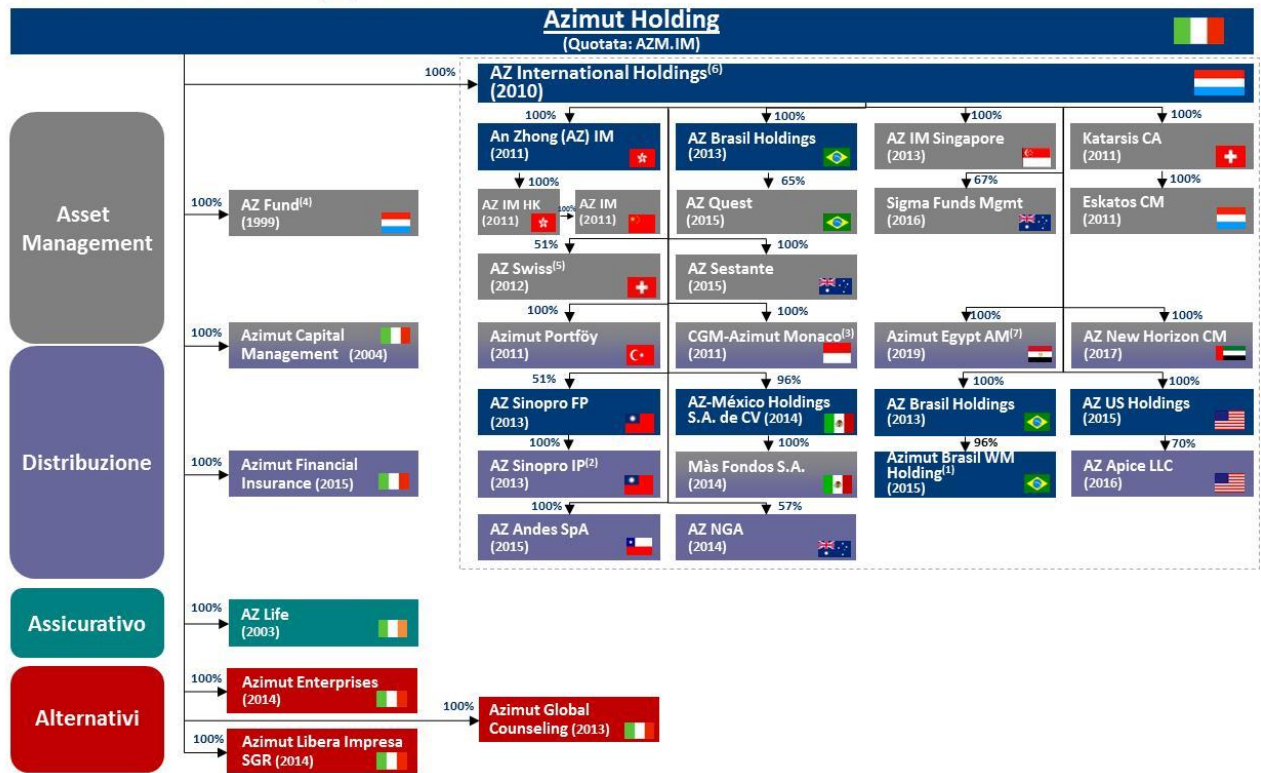 Azimut Holding
(Quotata: AZM.IM)
100%
AZ International Holdings(6)
(2010)
Asset
Management
100%
AZ Fund(4)
(1999)
100%
Azimut Capital
Management (2004)
Distribuzione
100%
Azimut Financial
Insurance (2015)
Assicurativo
100%
AZ Life
(2003)
Alternativi
100%
Azimut Enterprises
(2014)
100%
Azimut Global
Counseling (2013)
100%
Azimut Libera Impresa
SGR (2014)
100%
An Zhong (AZ) IM
(2011)
100%
AZ Brasil Holdings
(2013)
100%
AZ IM Singapore
(2013)
100%
Katarsis CA
(2011)
100%
AZ IM HK
(2011)
100%
AZ IM
(2011)
65%
AZ Quest
(2015)
67%
Sigma Funds Mgmt
(2016)
100%
Eskatos CM
(2011)
51%
AZ Swiss(5)
(2012)
100%
AZ Sestante
(2015)
100%
Azimut Portföy
(2011)
100%
CGM-Azimut Monaco(3)
(2011)
100%
Azimut Egypt AM(7)
(2019)
100%
AZ New Horizon CM
(2017)
51%
AZ Sinopro FP
(2013)
96%
AZ-México Holdings
S.A. de CV (2014)
100%
AZ Brasil Holdings
(2013)
100%
AZ US Holdings
(2015)
100%
AZ Sinopro IP(2)
(2013)
100%
Màs Fondos S.A.
(2014)
96%
Azimut Brasil WM
Holding(1)
(2015)
70%
AZ Apice LLC
(2016)
100%
AZ Andes SpA
(2015)
57%
AZ NGA
(2014)